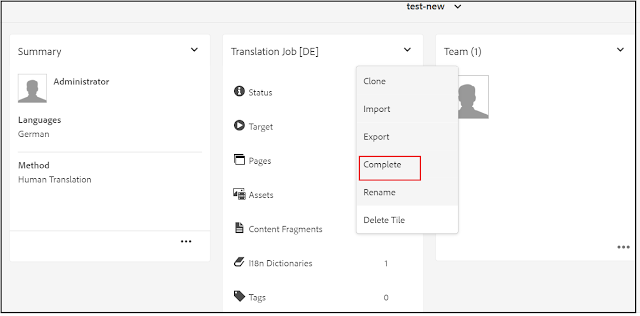 test-new
Summary
Administrator
Languages
German
Method
Human Translation
Translation Job [DE]
Status
Target
Pages
Assets
Content Fragments
I18n Dictionaries 1
Tags 0
Clone
Import
Export
Complete
Rename
Delete Tile
Team (1)